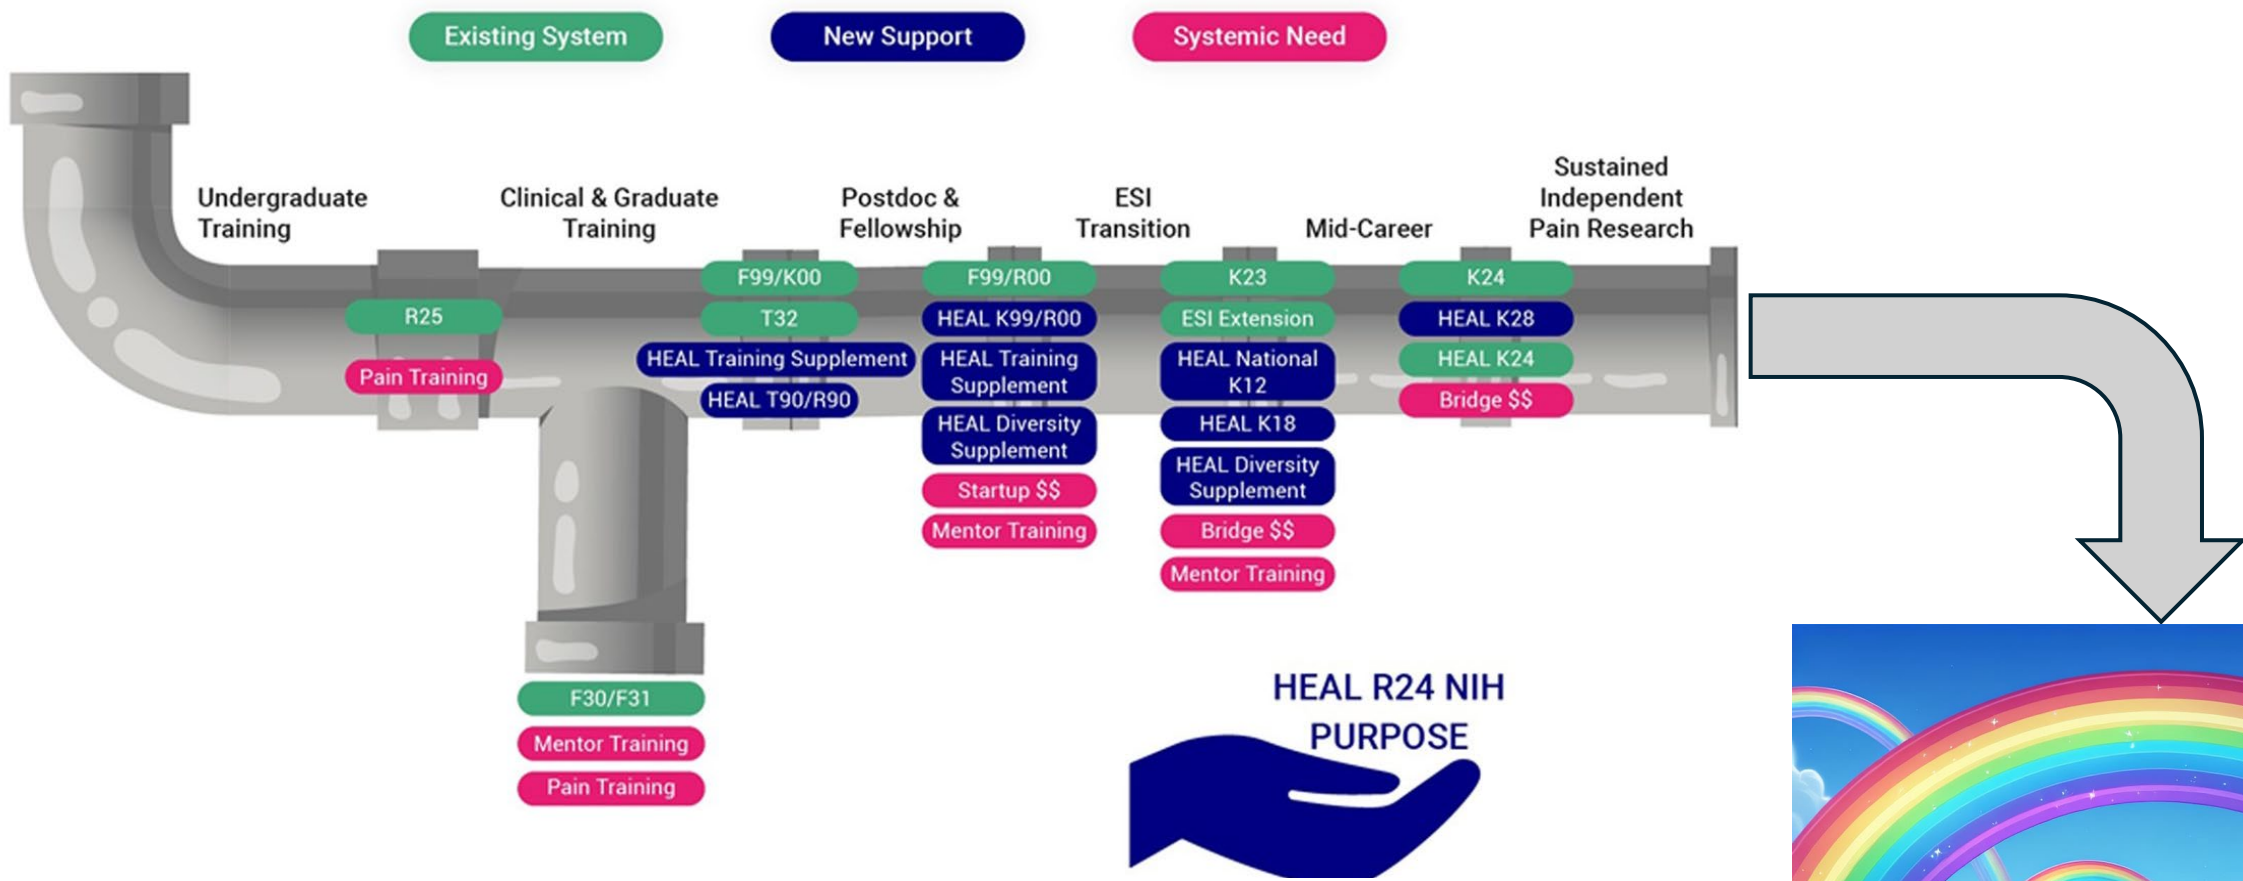 Existing System
New Support
Systemic Need
Undergraduate
Training
Clinical & Graduate
Training
Postdoc &
Fellowship
ESI
Transition
Mid-Career
Sustained
Independent
Pain Research
R25
Pain Training
F30/F31
Mentor Training
Pain Training
F99/K00
T32
HEAL Training Supplement
HEAL T90/R90
F99/R00
HEAL K99/R00
HEAL Training
Supplement
HEAL Diversity
Supplement
Startup $$
Mentor Training
K23
ESI Extension
HEAL National
K12
HEAL K18
HEAL Diversity
Supplement
Bridge $$
Mentor Training
K24
HEAL K28
HEAL K24
Bridge $$
HEAL R24 NIH
PURPOSE